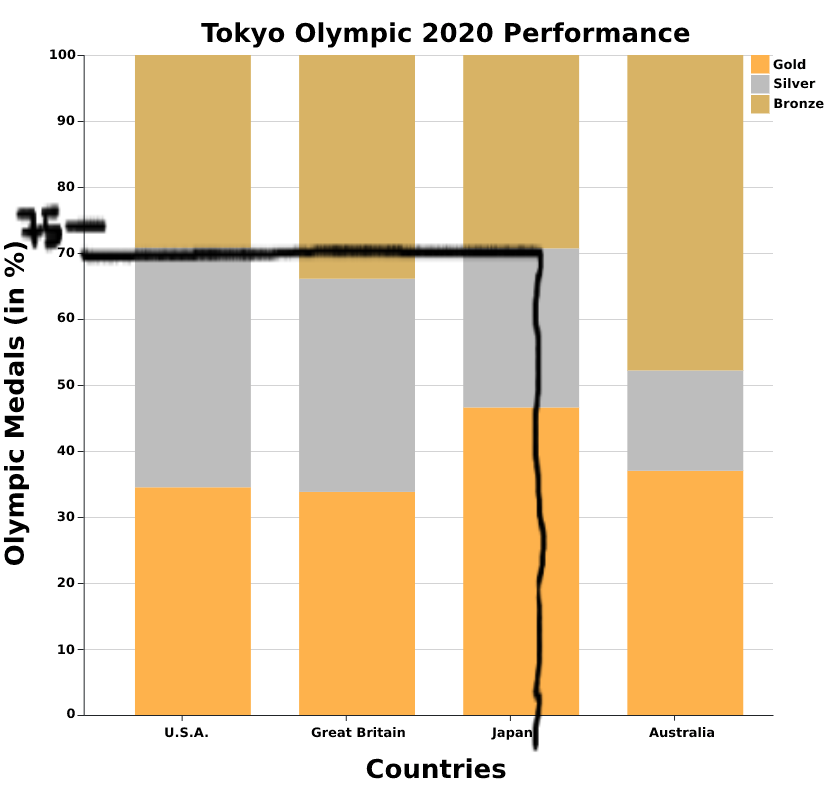 Tokyo Olympic 2020 Performance
Gold
Silver
Bronze
Olympic Medals (in %)
100
90
80
75
70
60
50
40
30
20
10
0
U.S.A.
Great Britain
Japan
Australia
Countries